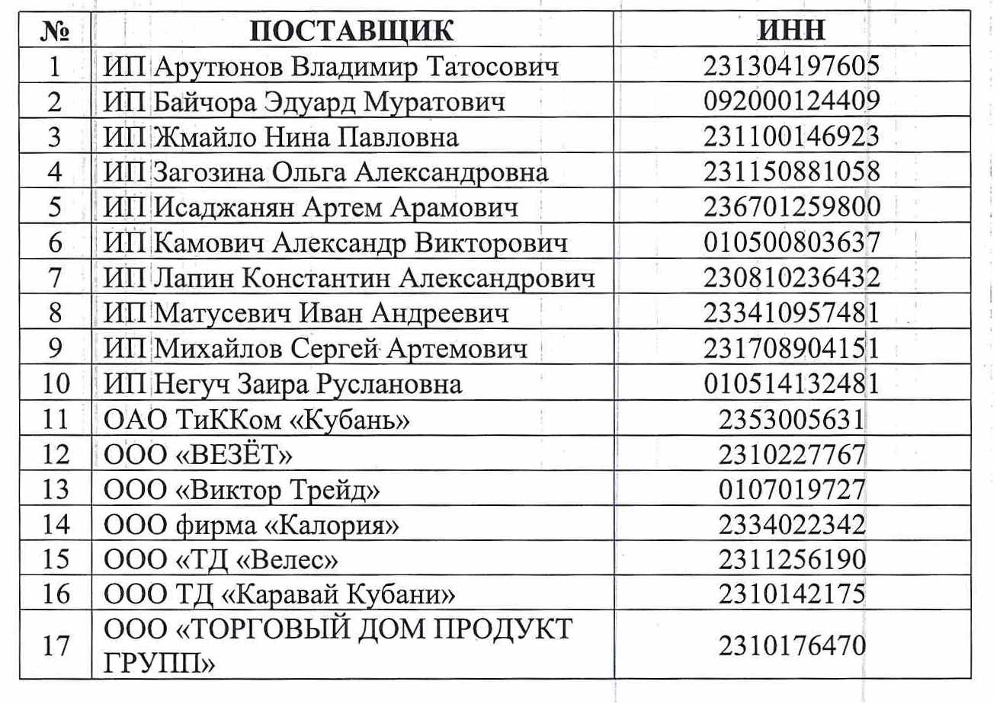 № ПОСТАВЩИК ИНН
1 ИП Арутюнов Владимир Татосович 231304197605
2 ИП Байчора Эдуард Муратович 092000124409
3 ИП Жмайло Нина Павловна 231100146923
4 ИП Загозина Ольга Александровна 231150881058
5 ИП Исаджанян Артем Арамович 236701259800
6 ИП Камович Александр Викторович 010500803637
7 ИП Лапин Константин Александрович 230810236432
8 ИП Матусевич Иван Андреевич 233410957481
9 ИП Михайлов Сергей Артемович 231708904151
10 ИП Негуч Заира Руслановна 010514132481
11 ОАО ТиККом «Кубань» 2353005631
12 ООО «ВЕЗЁТ» 2310227767
13 ООО «Виктор Трейд» 0107019727
14 ООО фирма «Калория» 2334022342
15 ООО «ТД «Велес» 2311256190
16 ООО ТД «Каравай Кубани» 2310142175
17 ООО «ТОРГОВЫЙ ДОМ ПРОДУКТ
ГРУПП» 2310176470